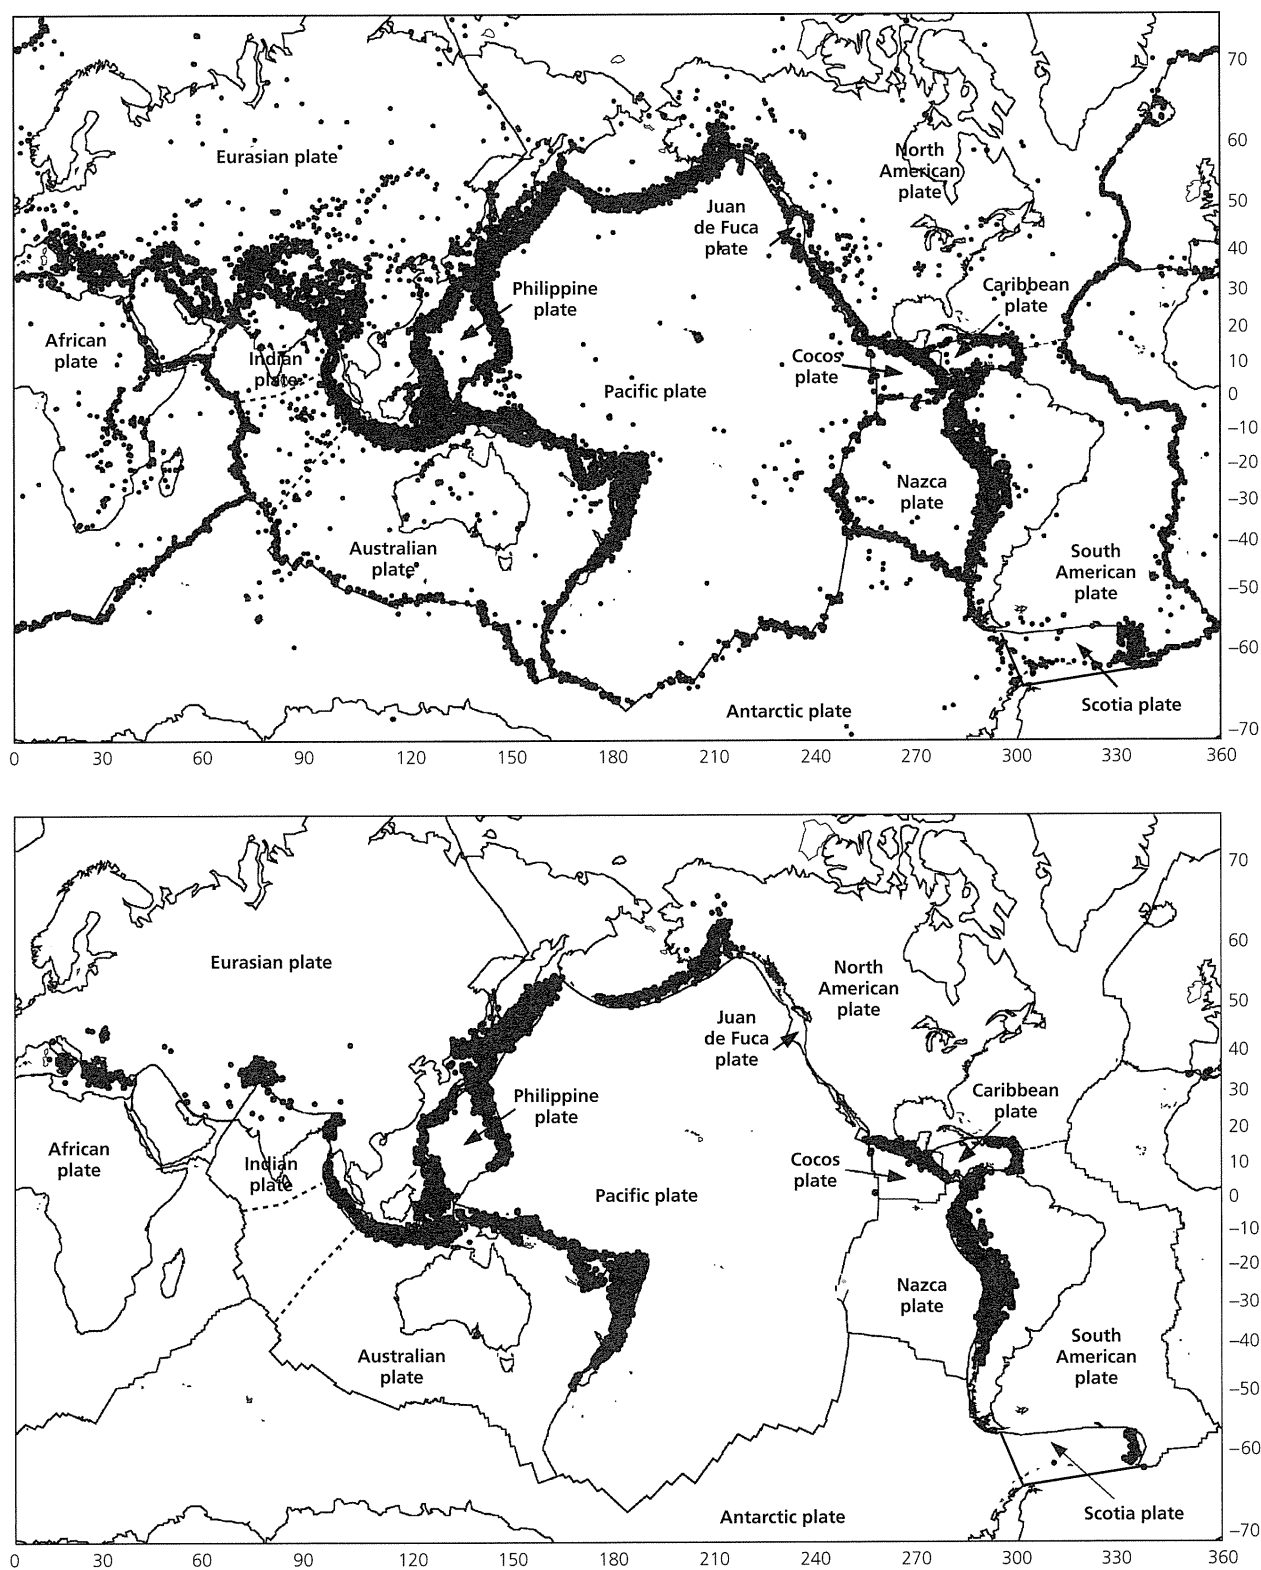 70
60
Eurasian plate
North
American
plate
Juan
de Fuca
plate
50
40
Caribbean
plate
30
Philippine
plate
20
African
plate
Indian
plate
Cocos
plate
10
Pacific plate
0
–10
–20
Nazca
plate
–30
Australian
plate
South
American
plate
–40
–50
–60
Scotia plate
Antarctic plate
–70
0 30 60 90 120 150 180 210 240 270 300 330 360
70
60
Eurasian plate
North
American
plate
50
Juan
de Fuca
plate
40
30
Caribbean
plate
Philippine
plate
20
African
plate
Indian
plate
Cocos
plate
10
Pacific plate
0
–10
–20
Nazca
plate
–30
South
American
plate
–40
Australian
plate
–50
–60
Scotia plate
Antarctic plate
–70
0 30 60 90 120 150 180 210 240 270 300 330 360